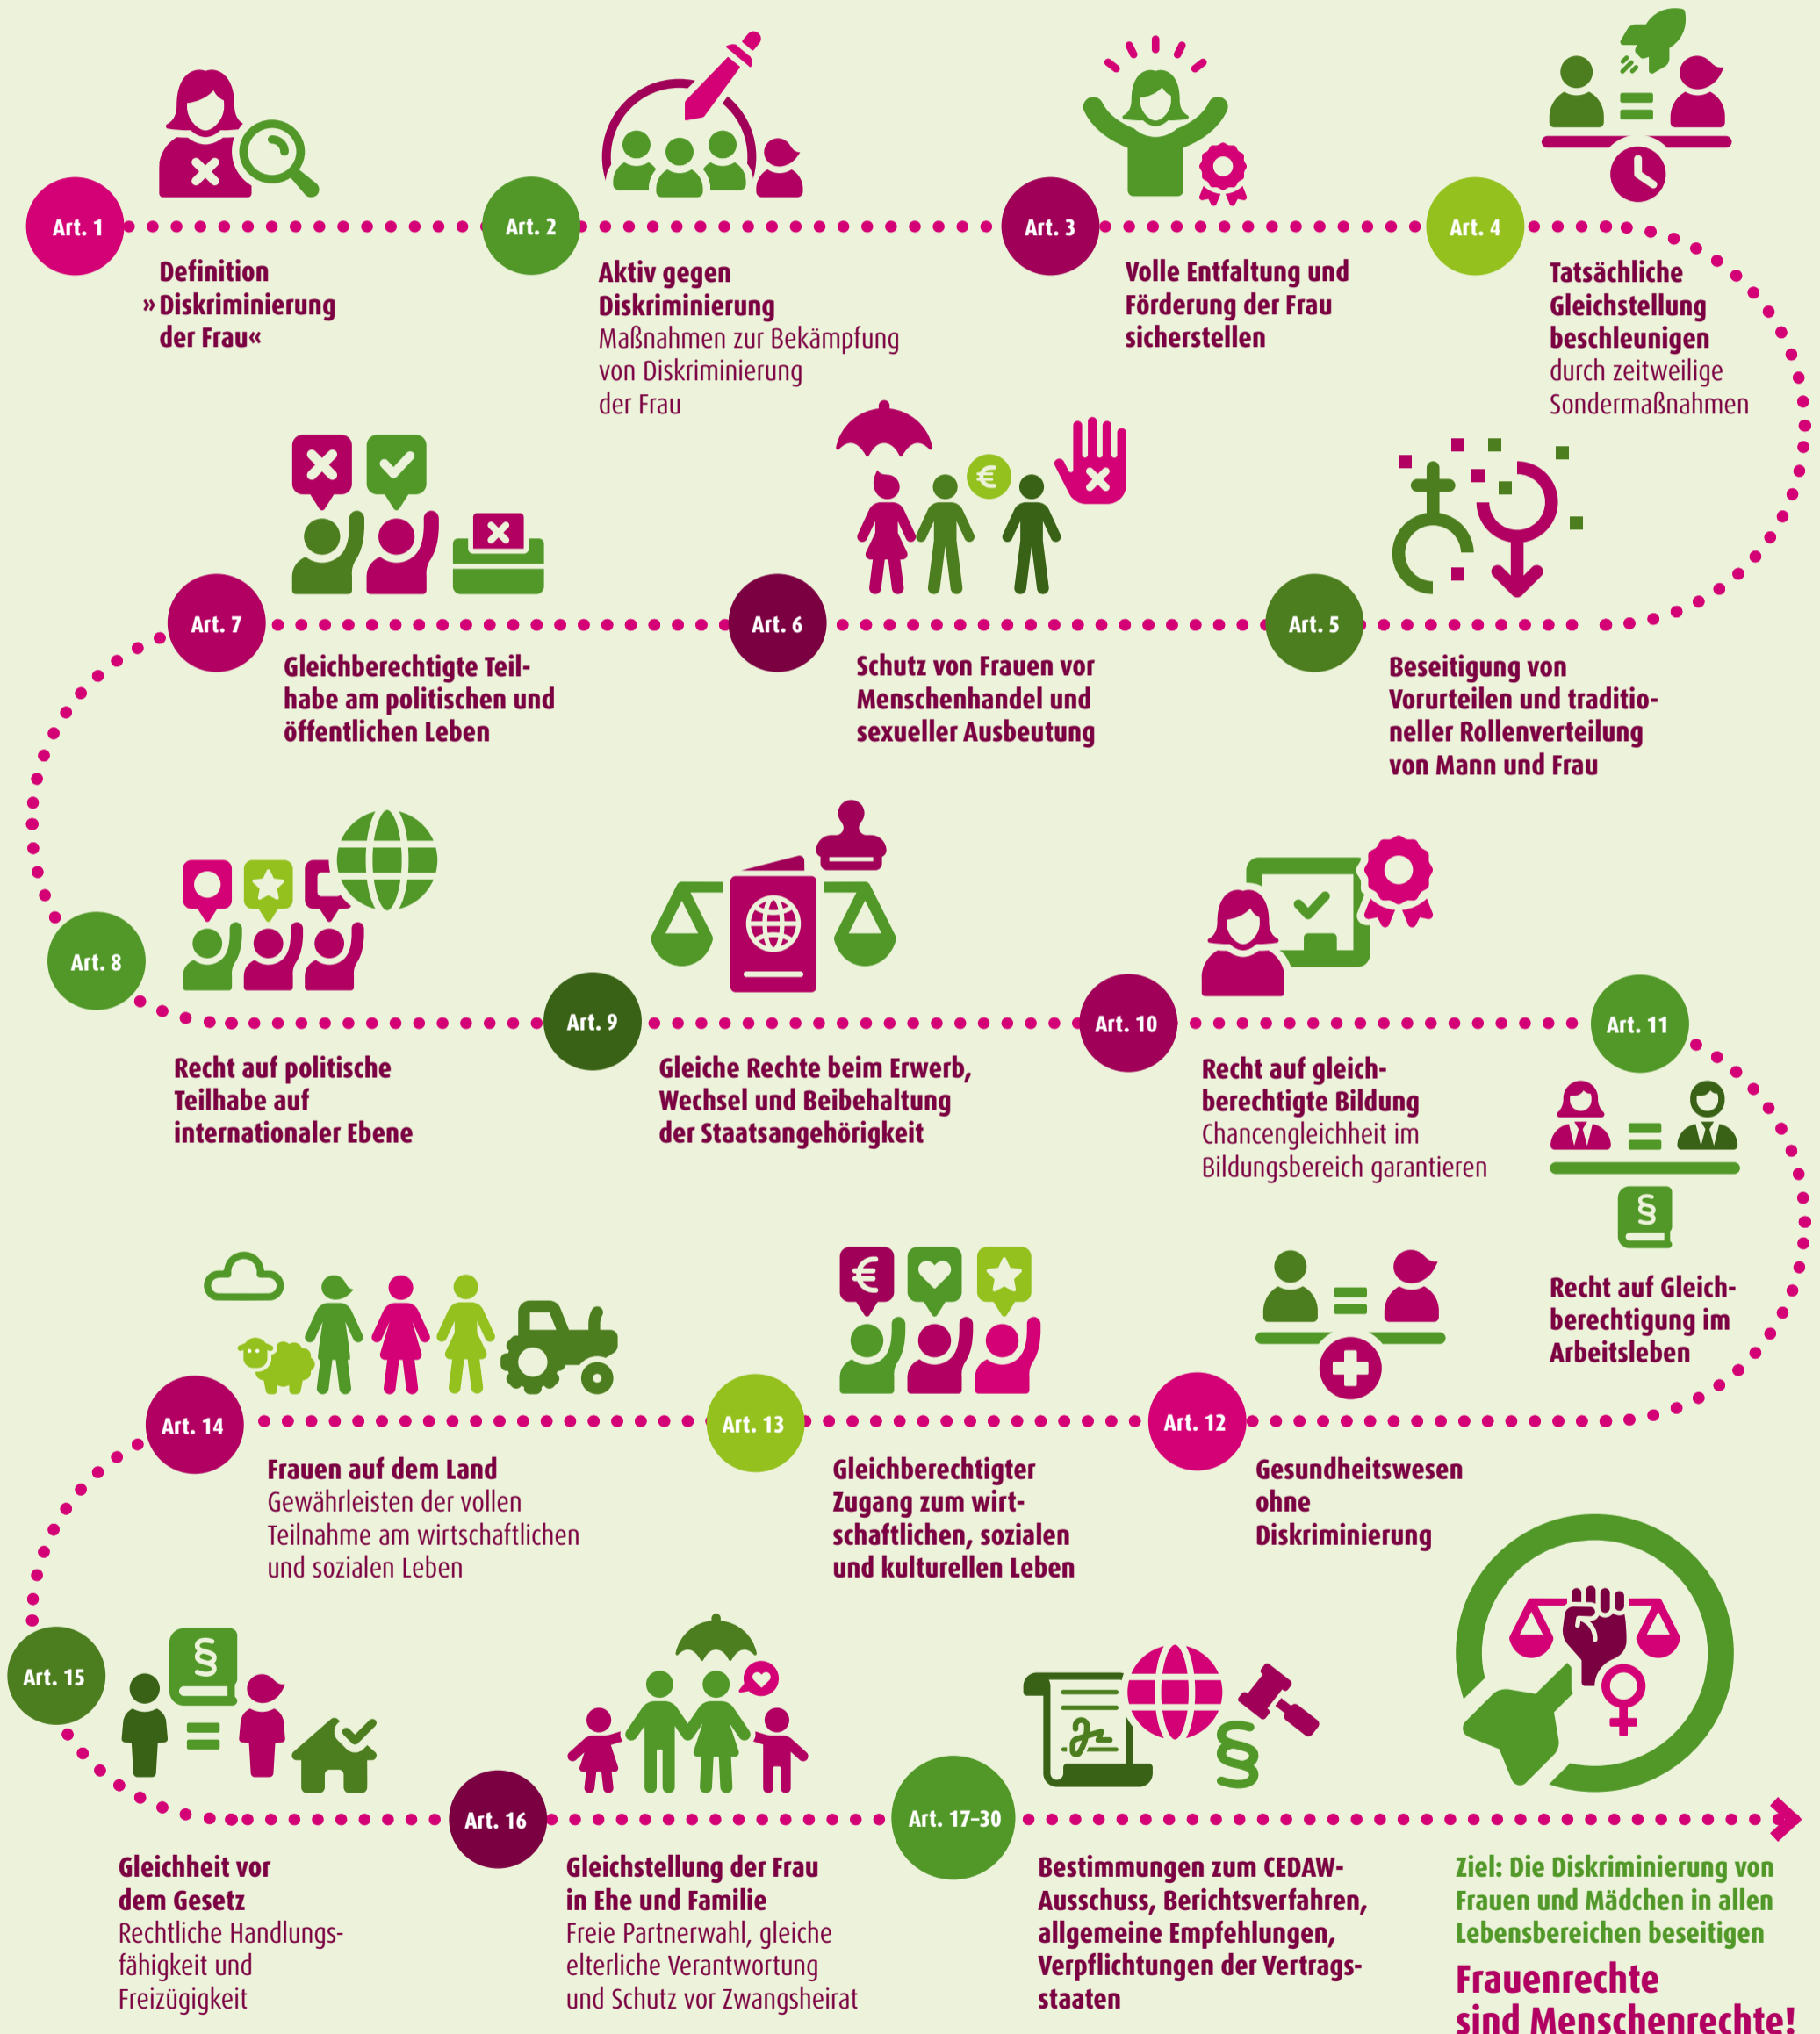 Art. 1
Definition
»Diskriminierung
der Frau«
Art. 2
Aktiv gegen
Diskriminierung
Maßnahmen zur Bekämpfung
von Diskriminierung
der Frau
Art. 3
Volle Entfaltung und
Förderung der Frau
sicherstellen
Art. 4
Tatsächliche
Gleichstellung
beschleunigen
durch zeitweilige
Sondermaßnahmen
Art. 5
Beseitigung von
Vorurteilen und traditio-
neller Rollenverteilung
von Mann und Frau
€
Art. 6
Schutz von Frauen vor
Menschenhandel und
sexueller Ausbeutung
Art. 7
Gleichberechtigte Teil-
habe am politischen und
öffentlichen Leben
Art. 8
Recht auf politische
Teilhabe auf
internationaler Ebene
Art. 9
Gleiche Rechte beim Erwerb,
Wechsel und Beibehaltung
der Staatsangehörigkeit
Art. 10
Recht auf gleich-
berechtigte Bildung
Chancengleichheit im
Bildungsbereich garantieren
Art. 11
§
Recht auf Gleich-
berechtigung im
Arbeitsleben
Art. 12
Gesundheitswesen
ohne
Diskriminierung
€
Art. 13
Gleichberechtigter
Zugang zum wirt-
schaftlichen, sozialen
und kulturellen Leben
Art. 14
Frauen auf dem Land
Gewährleisten der vollen
Teilnahme am wirtschaftlichen
und sozialen Leben
Art. 15
§
Gleichheit vor
dem Gesetz
Rechtliche Handlungs-
fähigkeit und
Freizügigkeit
Art. 16
Gleichstellung der Frau
in Ehe und Familie
Freie Partnerwahl, gleiche
elterliche Verantwortung
und Schutz vor Zwangsheirat
Art. 17–30
§
Bestimmungen zum CEDAW-
Ausschuss, Berichtsverfahren,
allgemeine Empfehlungen,
Verpflichtungen der Vertrags-
staaten
Ziel: Die Diskriminierung von
Frauen und Mädchen in allen
Lebensbereichen beseitigen
Frauenrechte
sind Menschenrechte!